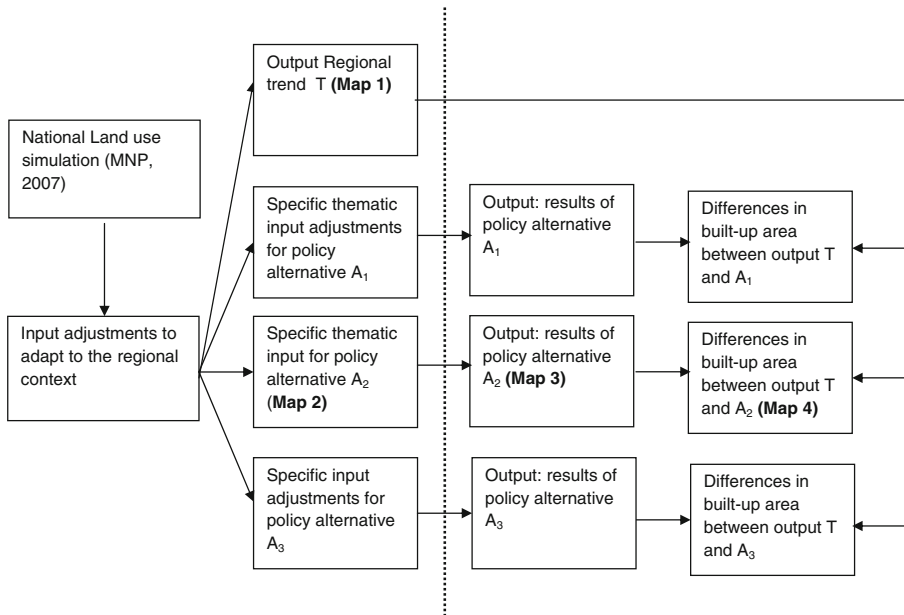 Output Regional
trend T (Map 1)
National Land use
simulation (MNP,
2007)
Specific thematic
input adjustments
for policy
alternative A₁
Output: results of
policy alternative
A₁
Differences in
built-up area
between output T
and A₁
Input adjustments to
adapt to the regional
context
Specific thematic
input for policy
alternative A₂
(Map 2)
Output: results of
policy alternative
A₂ (Map 3)
Differences in
built-up area
between output T
and A₂ (Map 4)
Specific input
adjustments for
policy alternative
A₃
Output: results of
policy alternative
A₃
Differences in
built-up area
between output T
and A₃